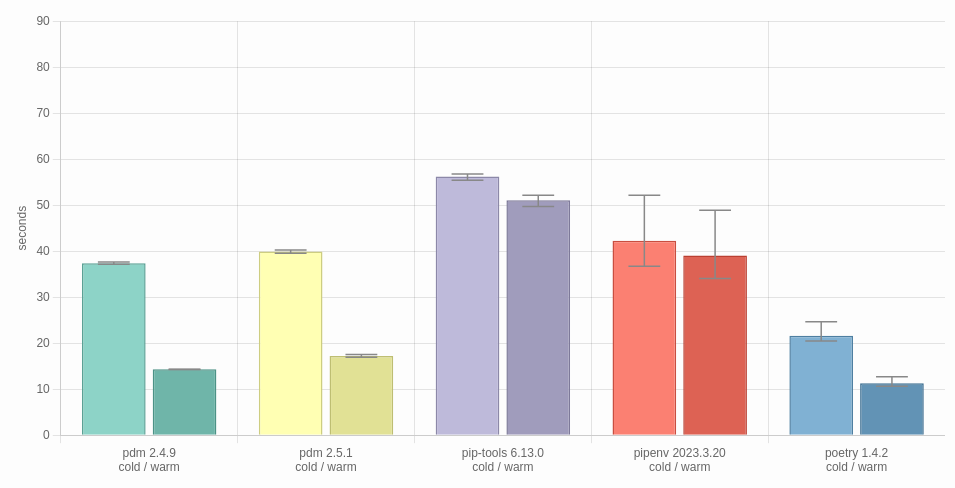 90
80
70
60
50
40
30
20
10
0
seconds
pdm 2.4.9
cold / warm
pdm 2.5.1
cold / warm
pip-tools 6.13.0
cold / warm
pipenv 2023.3.20
cold / warm
poetry 1.4.2
cold / warm